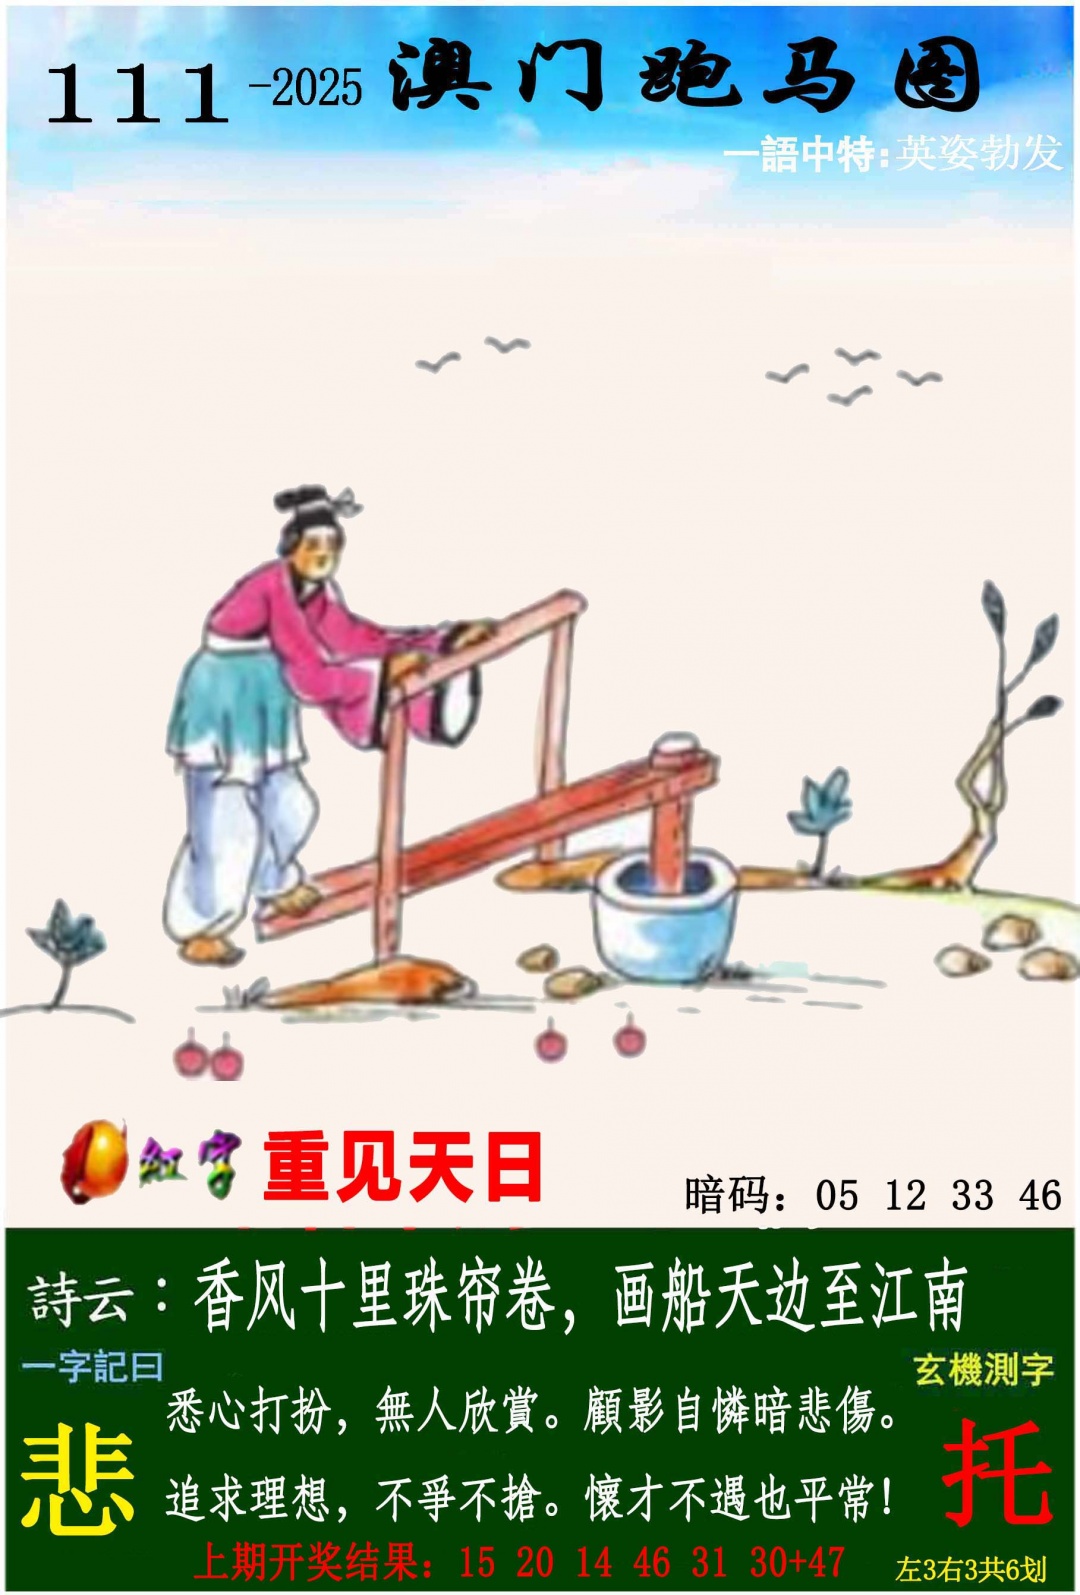 111-2025 澳门跑马图
一語中特:英姿勃发
红字 重见天日
暗码：05 12 33 46
詩云：香风十里珠帘卷，画船天边至江南
一字記曰
玄機測字
悲
托
悉心打扮，無人欣賞。顧影自憐暗悲傷。
追求理想，不爭不搶。懷才不遇也平常!
上期开奖结果：15 20 14 46 31 30+47
左3右3共6划